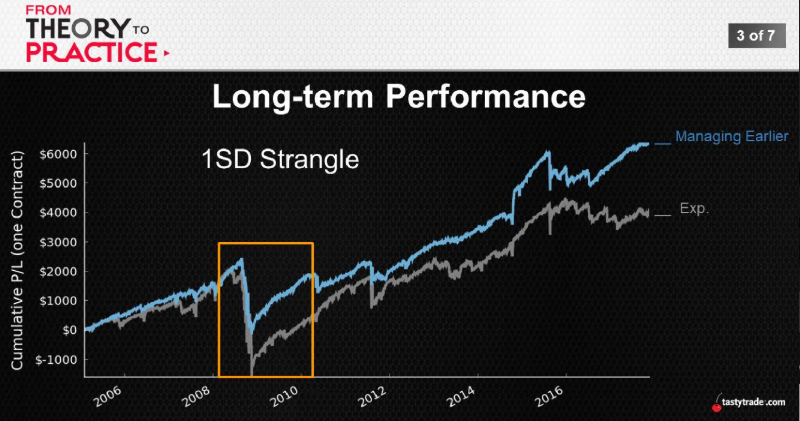 FROM
THEORY TO
PRACTICE
3 of 7
Long-term Performance
1SD Strangle
Managing Earlier
Exp.
Cumulative P/L (one Contract)
$6000
$5000
$4000
$3000
$2000
$1000
$0
$-1000
2006
2008
2010
2012
2014
2016
tastytrade.com